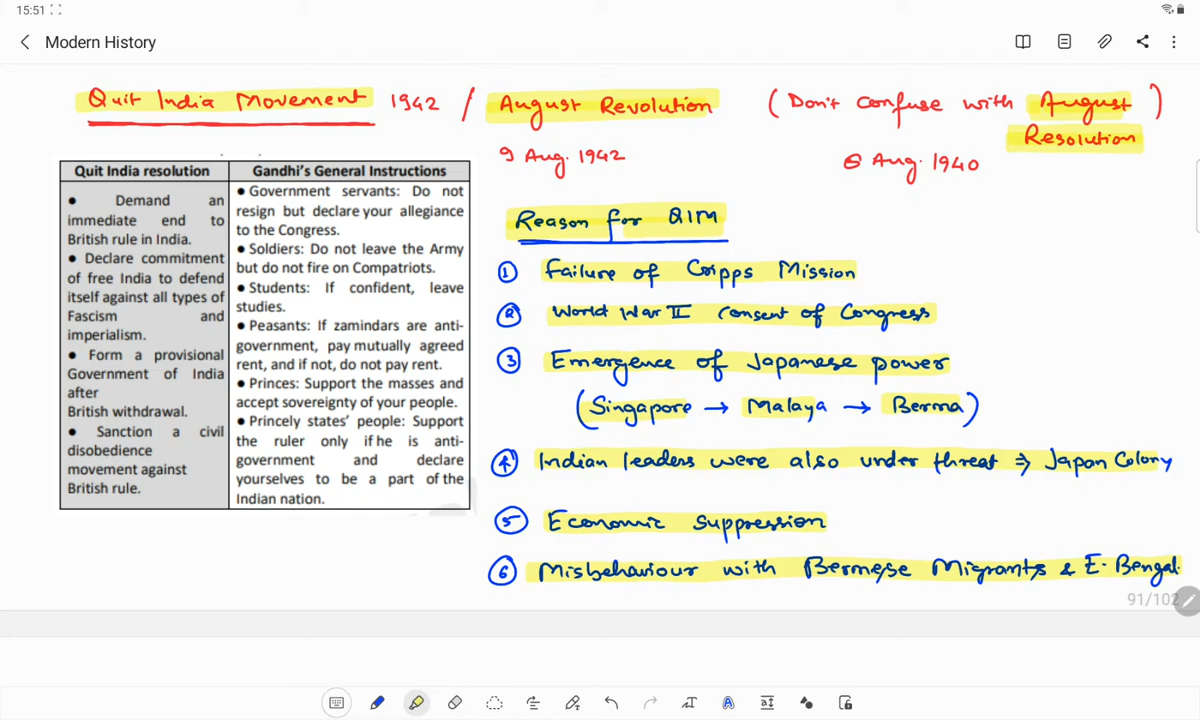 15:51
Modern History
Quit India Movement 1942 / August Revolution (Don't confuse with August Resolution)
9 Aug. 1942
8 Aug. 1940
Quit India resolution
• Demand an
immediate end to
British rule in India.
• Declare commitment
of free India to defend
itself against all types of
Fascism and
imperialism.
• Form a provisional
Government of India
after
British withdrawal.
• Sanction a civil
disobedience
movement against
British rule.
Gandhi's General Instructions
• Government servants: Do not
resign but declare your allegiance
to the Congress.
• Soldiers: Do not leave the Army
but do not fire on Compatriots.
• Students: If confident, leave
studies.
• Peasants: If zamindars are anti-
government, pay mutually agreed
rent, and if not, do not pay rent.
• Princes: Support the masses and
accept sovereignty of your people.
• Princely states' people: Support
the ruler only if he is anti-
government and declare
yourselves to be a part of the
Indian nation.
Reason for QIM
① Failure of Cripps Mission
② World War II consent of Congress
③ Emergence of Japanese power
(Singapore → Malaya → Berma)
④ Indian leaders were also under threat ⇒ Japan Colony
⑤ Economic suppression
⑥ Misbehaviour with Bermese Migrants & E. Bengal.
91/102